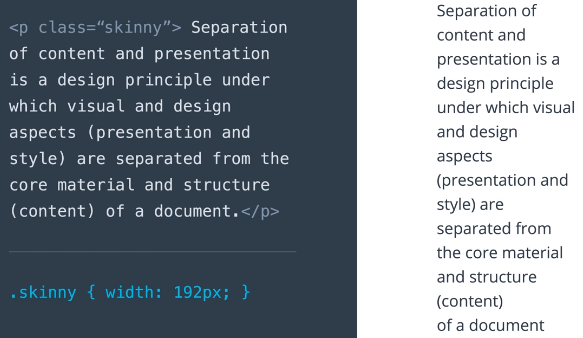 <p class=“skinny”> Separation
of content and presentation
is a design principle under
which visual and design
aspects (presentation and
style) are separated from the
core material and structure
(content) of a document.</p>
.skinny { width: 192px; }
Separation of
content and
presentation is a
design principle
under which visual
and design
aspects
(presentation and
style) are
separated from
the core material
and structure
(content)
of a document